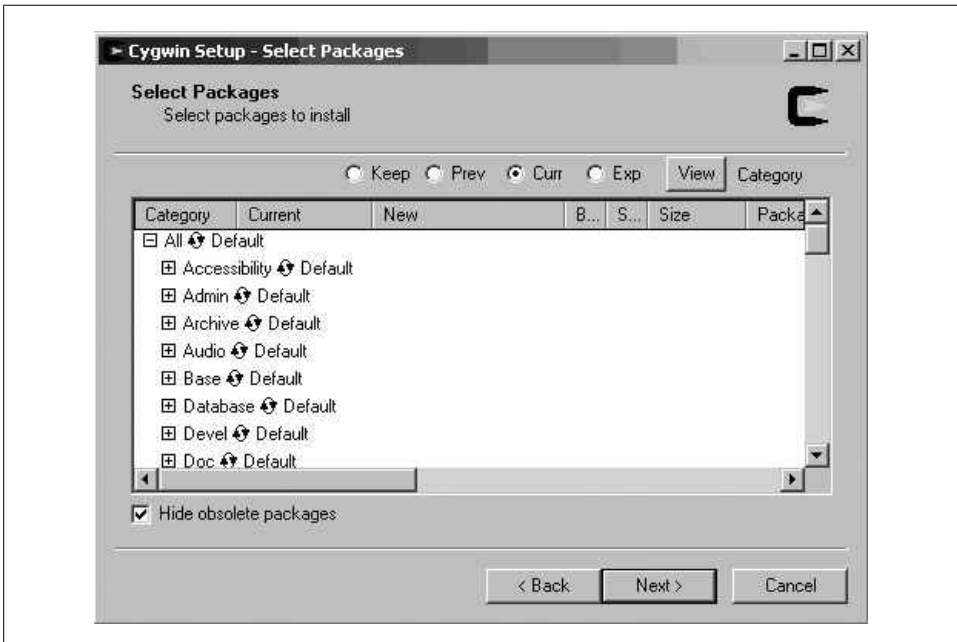 Cygwin Setup - Select Packages
Select Packages
Select packages to install
Keep Prev Curr Exp View Category
Category Current New B... S... Size Packa
All Default
Accessibility Default
Admin Default
Archive Default
Audio Default
Base Default
Database Default
Devel Default
Doc Default
Hide obsolete packages
< Back Next > Cancel